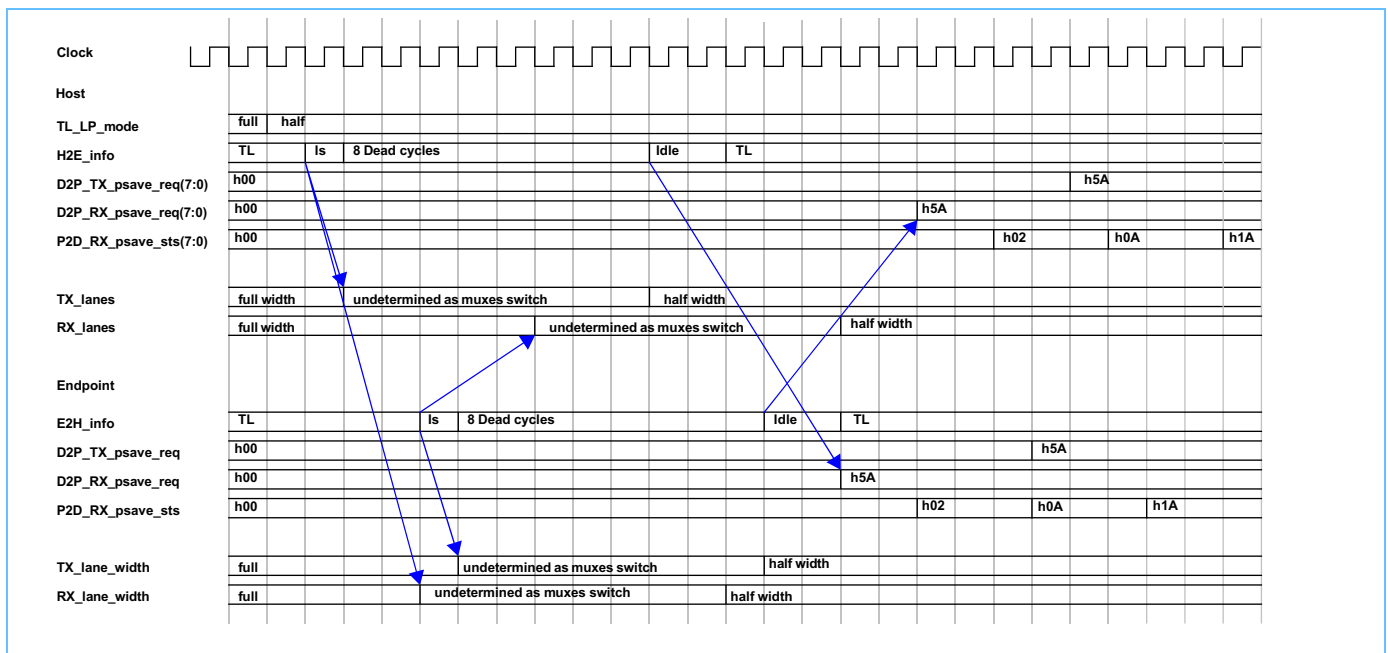 Clock
Host
TL_LP_mode full half
H2E_info TL Is 8 Dead cycles Idle TL
D2P_TX_psave_req(7:0) h00 h5A
D2P_RX_psave_req(7:0) h00 h5A
P2D_RX_psave_sts(7:0) h00 h02 h0A h1A
TX_lanes full width undetermined as muxes switch half width
RX_lanes full width undetermined as muxes switch half width
Endpoint
E2H_info TL Is 8 Dead cycles Idle TL
D2P_TX_psave_req h00 h5A
D2P_RX_psave_req h00 h5A
P2D_RX_psave_sts h00 h02 h0A h1A
TX_lane_width full undetermined as muxes switch half width
RX_lane_width full undetermined as muxes switch half width